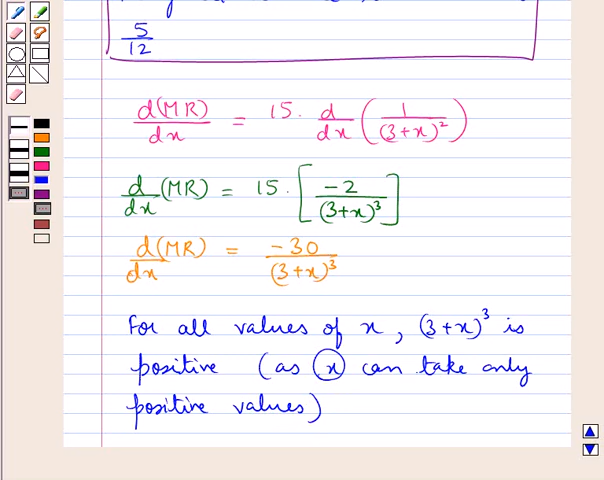 5/12
d(MR)/dx = 15. d/dx (1/(3+x)²)
d/dx (MR) = 15. [-2/(3+x)³]
d(MR)/dx = -30/(3+x)³
For all values of x, (3+x)³ is
positive (as x can take only
positive values)